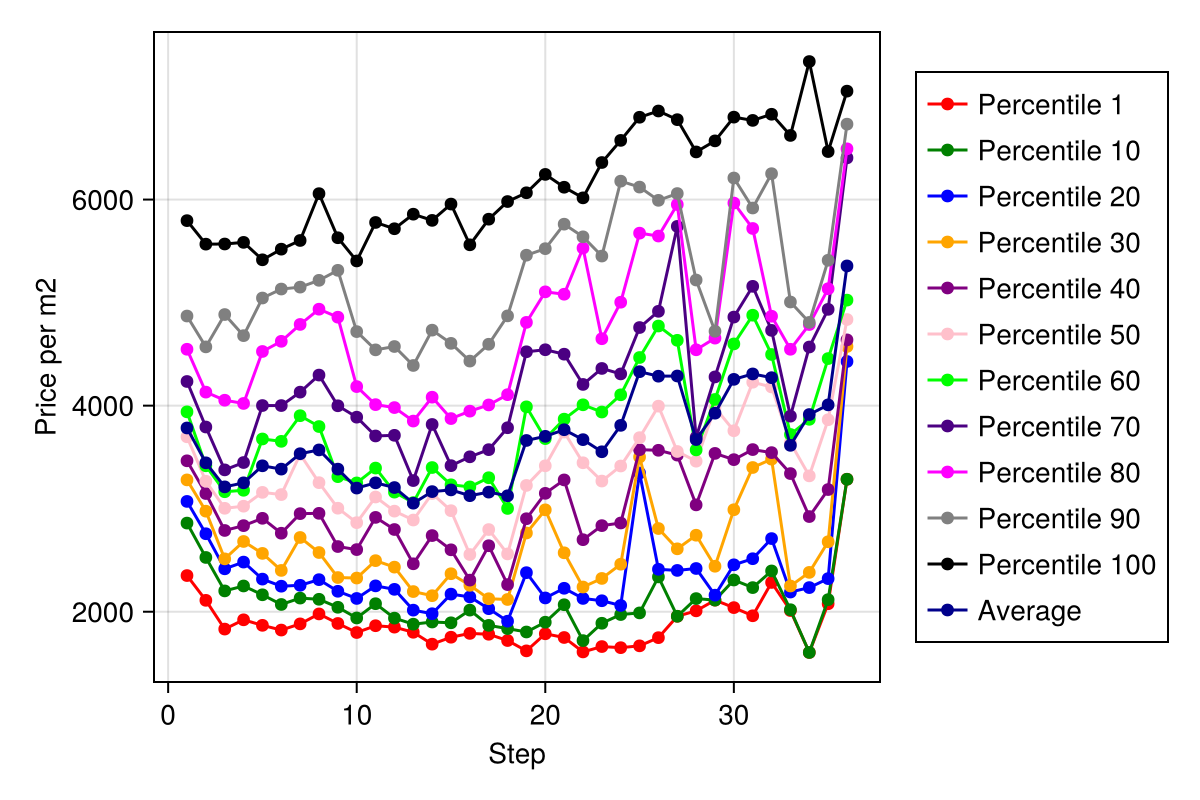 6000
4000
2000
Price per m2
0 10 20 30
Step
Percentile 1
Percentile 10
Percentile 20
Percentile 30
Percentile 40
Percentile 50
Percentile 60
Percentile 70
Percentile 80
Percentile 90
Percentile 100
Average